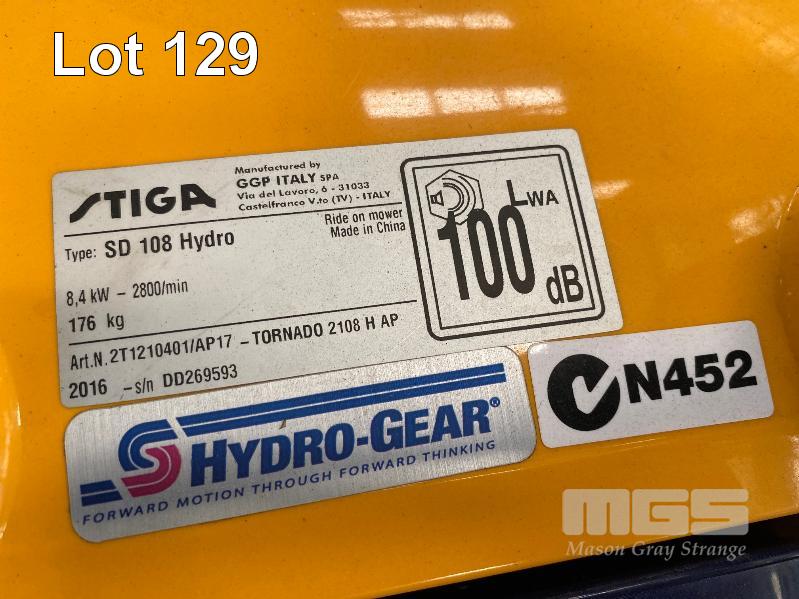 Lot 129
STIGA
Manufactured by
GGP ITALY SPA
Via del Lavoro, 6 - 31033
Castelfranco V.to (TV) - ITALY
Type: SD 108 Hydro
Ride on mower
Made in China
8,4 kW - 2800/min
176 kg
Art.N. 2T1210401/AP17 - TORNADO 2108 H AP
2016 - s/n DD269593
LWA
100 dB
HYDRO-GEAR®
FORWARD MOTION THROUGH FORWARD THINKING
N452
MGS
Mason Gray Strange